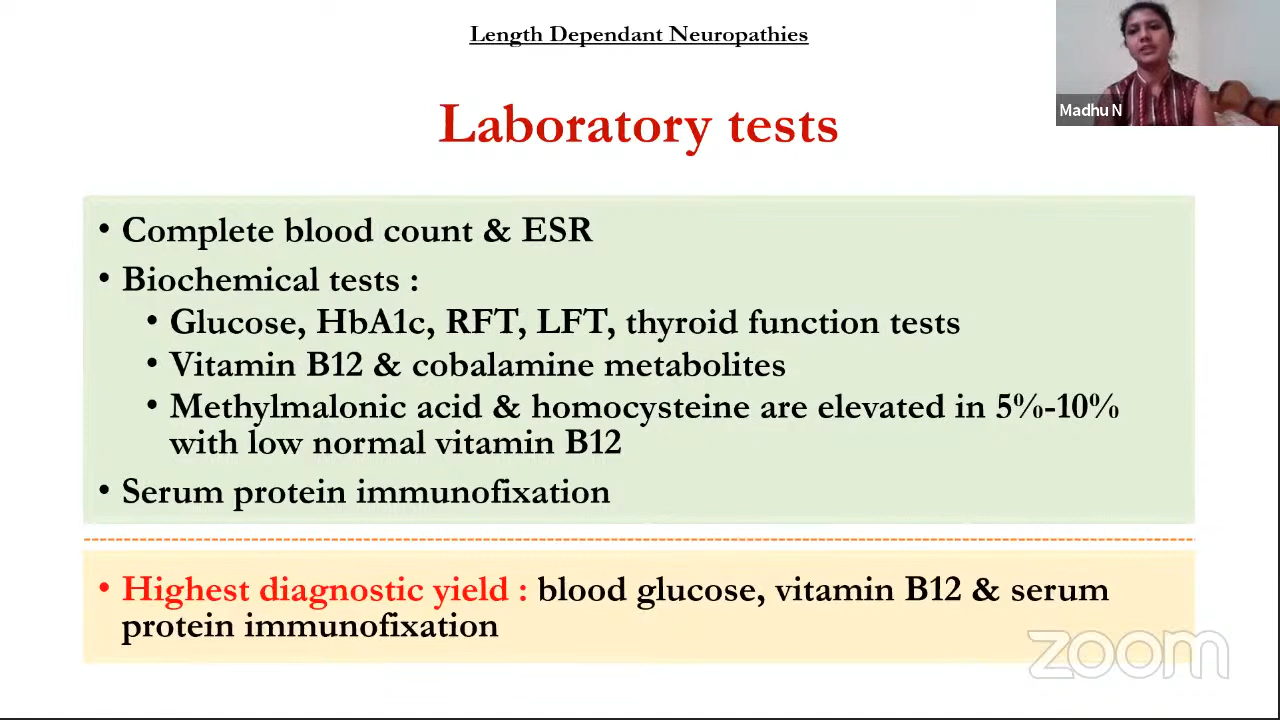 Length Dependant Neuropathies
Madhu N
Laboratory tests
• Complete blood count & ESR
• Biochemical tests :
• Glucose, HbA1c, RFT, LFT, thyroid function tests
• Vitamin B12 & cobalamine metabolites
• Methylmalonic acid & homocysteine are elevated in 5%-10%
with low normal vitamin B12
• Serum protein immunofixation
• Highest diagnostic yield : blood glucose, vitamin B12 & serum
protein immunofixation
zoom